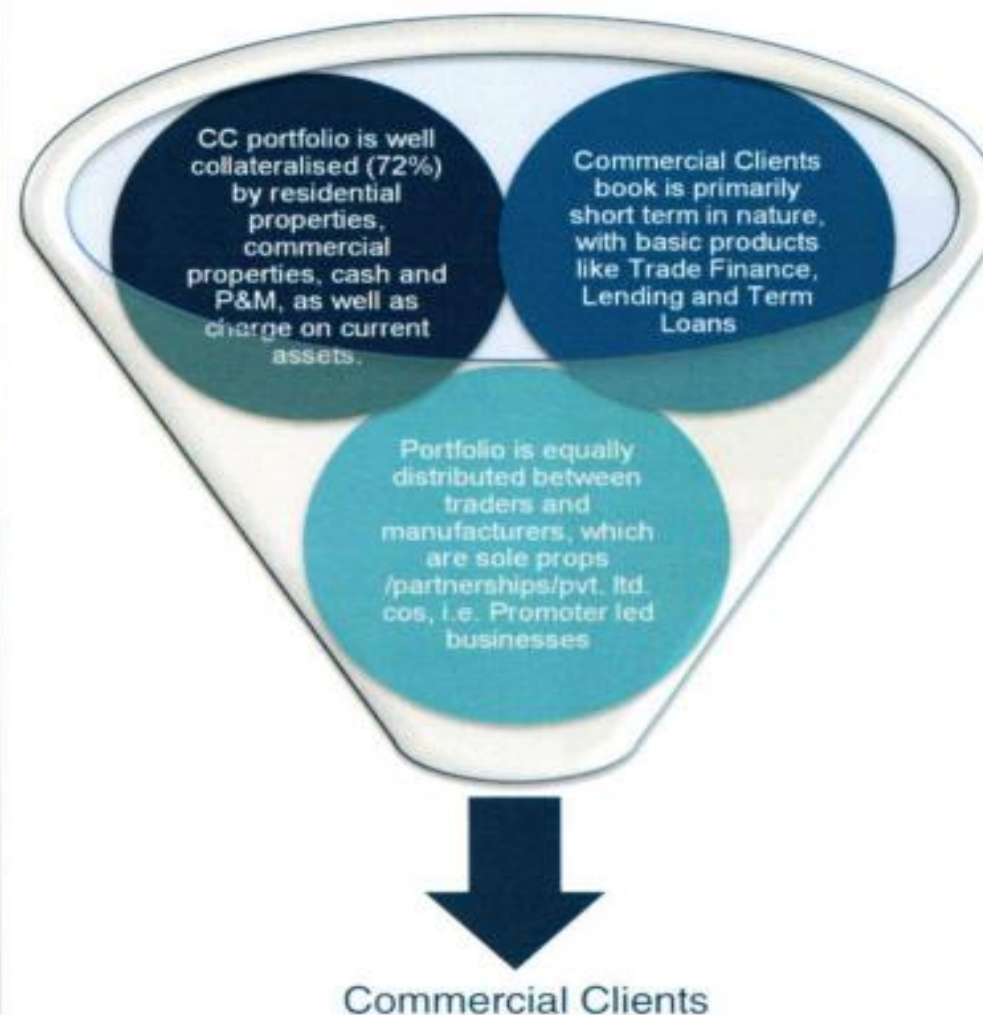 CC portfolio is well
collateralised (72%)
by residential
properties,
commercial
properties, cash and
P&M, as well as
charge on current
assets.
Commercial Clients
book is primarily
short term in nature,
with basic products
like Trade Finance,
Lending and Term
Loans
Portfolio is equally
distributed between
traders and
manufacturers, which
are sole props
/partnerships/pvt. ltd.
cos, i.e. Promoter led
businesses
Commercial Clients